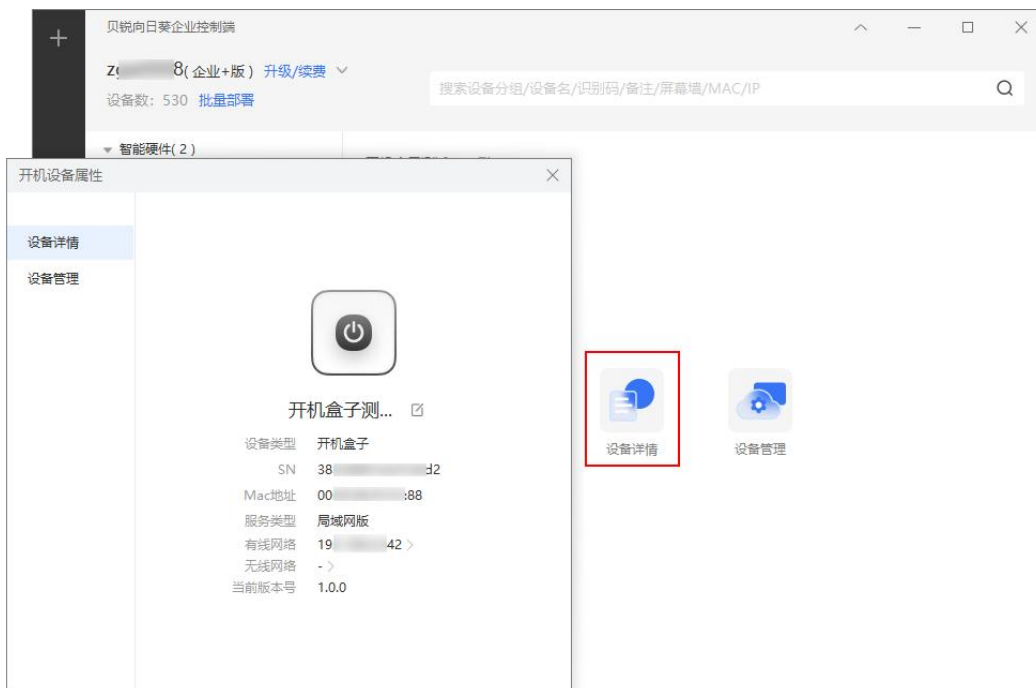 贝锐向日葵企业控制端
8(企业+版) 升级/续费
设备数: 530 批量部署
搜索设备分组/设备名/识别码/备注/屏幕墙/MAC/IP
智能硬件(2)
开机设备属性
设备详情
设备管理
开机盒子测...
设备类型 开机盒子
SN 38 d2
Mac地址 00 :88
服务类型 局域网版
有线网络 19 42 >
无线网络 - >
当前版本号 1.0.0
设备详情
设备管理